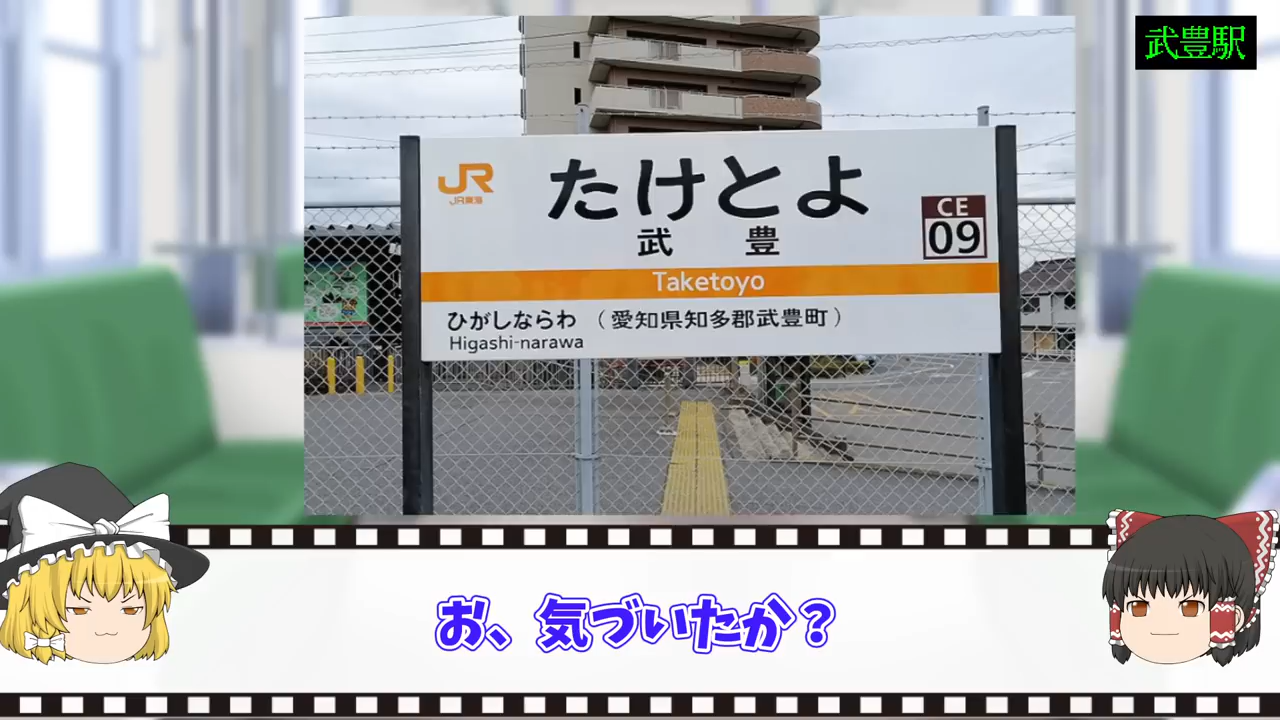 武豊駅
JR
JR東海
たけとよ
武豊
CE
09
Taketoyo
ひがしならわ （愛知県知多郡武豊町）
Higashi-narawa
お、気づいたか？